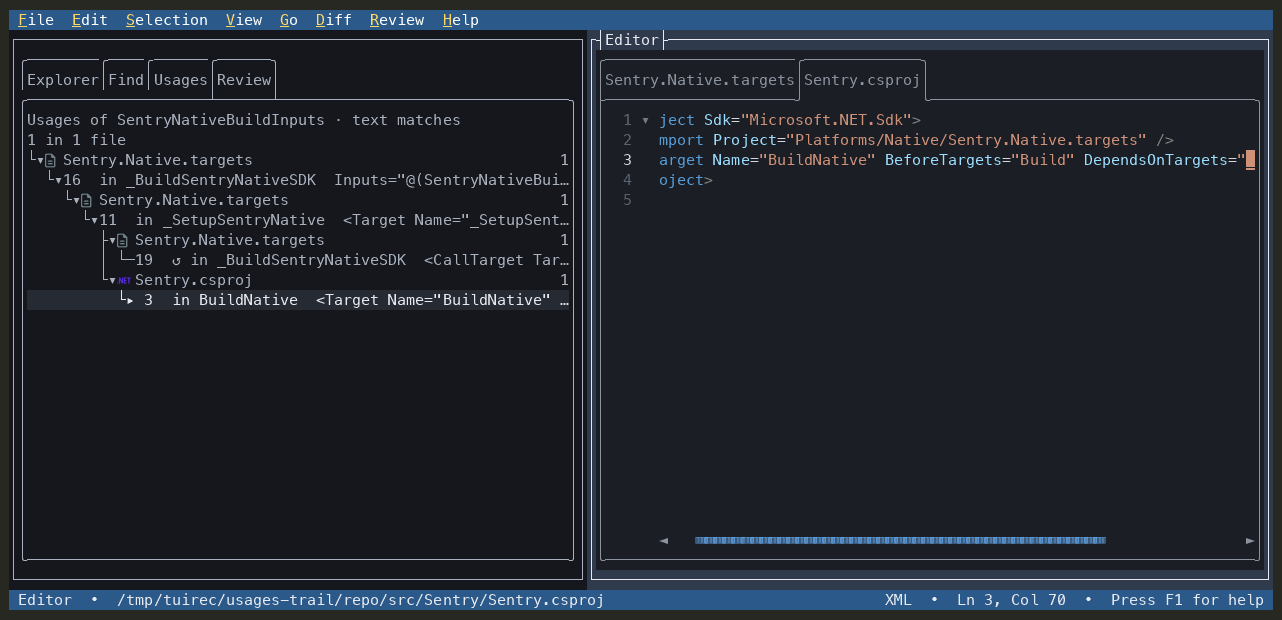 File Edit Selection View Go Diff Review Help
Editor
Explorer Find Usages Review
Sentry.Native.targets Sentry.csproj
Usages of SentryNativeBuildInputs · text matches
1 in 1 file
Sentry.Native.targets 1
16 in _BuildSentryNativeSDK Inputs="@(SentryNativeBui…
Sentry.Native.targets 1
11 in _SetupSentryNative <Target Name="_SetupSent…
Sentry.Native.targets 1
19 ↺ in _BuildSentryNativeSDK <CallTarget Tar…
.NET Sentry.csproj 1
3 in BuildNative <Target Name="BuildNative" …
1 ▾ ject Sdk="Microsoft.NET.Sdk">
2 mport Project="Platforms/Native/Sentry.Native.targets" />
3 arget Name="BuildNative" BeforeTargets="Build" DependsOnTargets="
4 oject>
5
Editor • /tmp/tuirec/usages-trail/repo/src/Sentry/Sentry.csproj XML • Ln 3, Col 70 • Press F1 for help